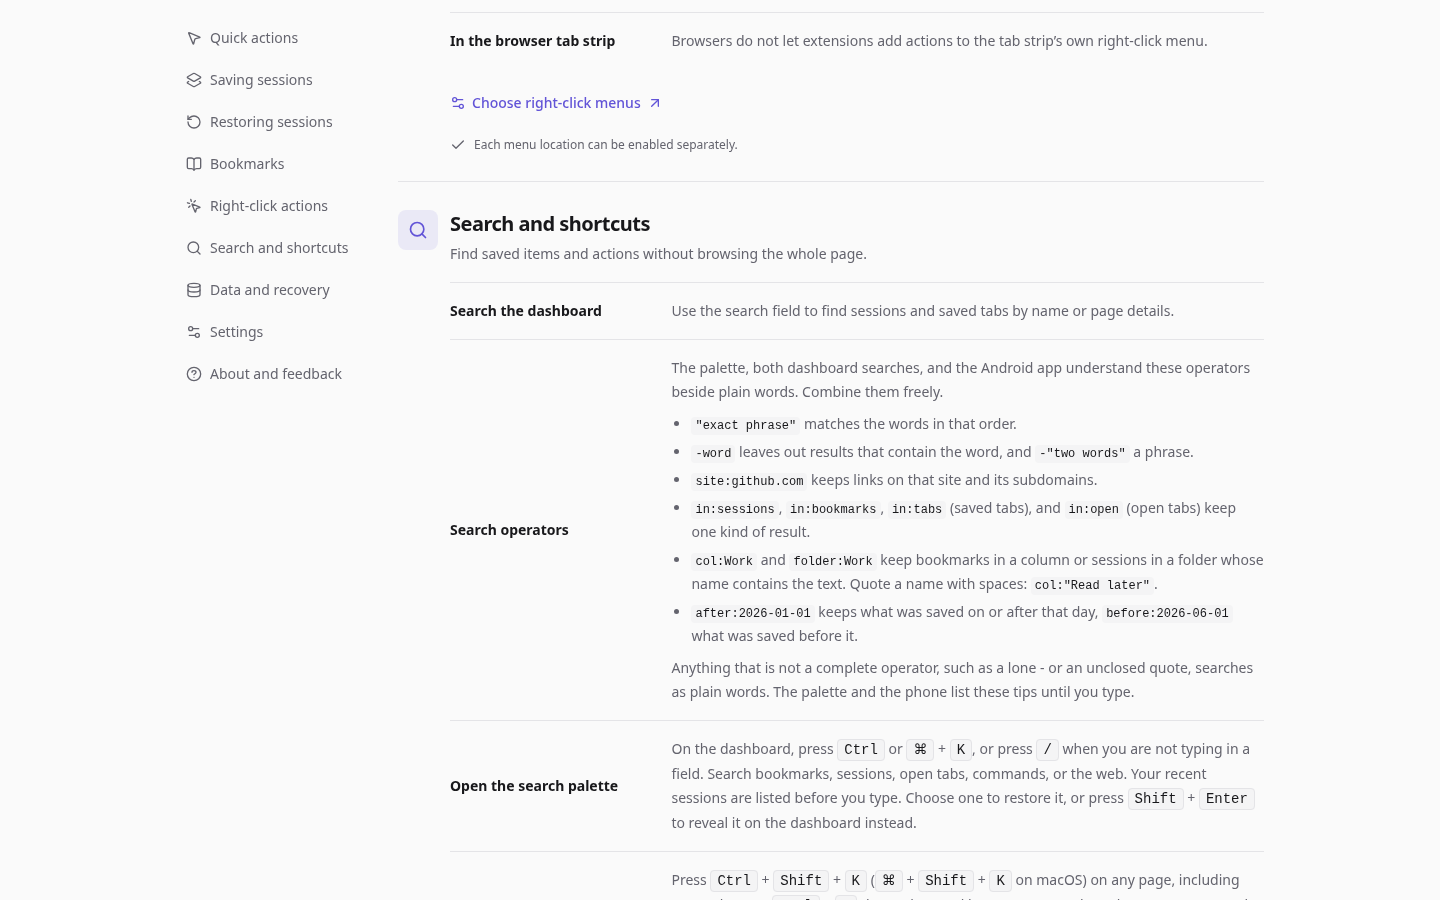 Quick actions
Saving sessions
Restoring sessions
Bookmarks
Right-click actions
Search and shortcuts
Data and recovery
Settings
About and feedback
In the browser tab strip
Browsers do not let extensions add actions to the tab strip’s own right-click menu.
Choose right-click menus
Each menu location can be enabled separately.
Search and shortcuts
Find saved items and actions without browsing the whole page.
Search the dashboard
Use the search field to find sessions and saved tabs by name or page details.
Search operators
The palette, both dashboard searches, and the Android app understand these operators
beside plain words. Combine them freely.
"exact phrase" matches the words in that order.
-word leaves out results that contain the word, and -"two words" a phrase.
site:github.com keeps links on that site and its subdomains.
in:sessions, in:bookmarks, in:tabs (saved tabs), and in:open (open tabs) keep
one kind of result.
col:Work and folder:Work keep bookmarks in a column or sessions in a folder whose
name contains the text. Quote a name with spaces: col:"Read later".
after:2026-01-01 keeps what was saved on or after that day, before:2026-06-01
what was saved before it.
Anything that is not a complete operator, such as a lone - or an unclosed quote, searches
as plain words. The palette and the phone list these tips until you type.
Open the search palette
On the dashboard, press Ctrl or ⌘ + K, or press / when you are not typing in a
field. Search bookmarks, sessions, open tabs, commands, or the web. Your recent
sessions are listed before you type. Choose one to restore it, or press Shift + Enter
to reveal it on the dashboard instead.
Press Ctrl + Shift + K (⌘ + Shift + K on macOS) on any page, including